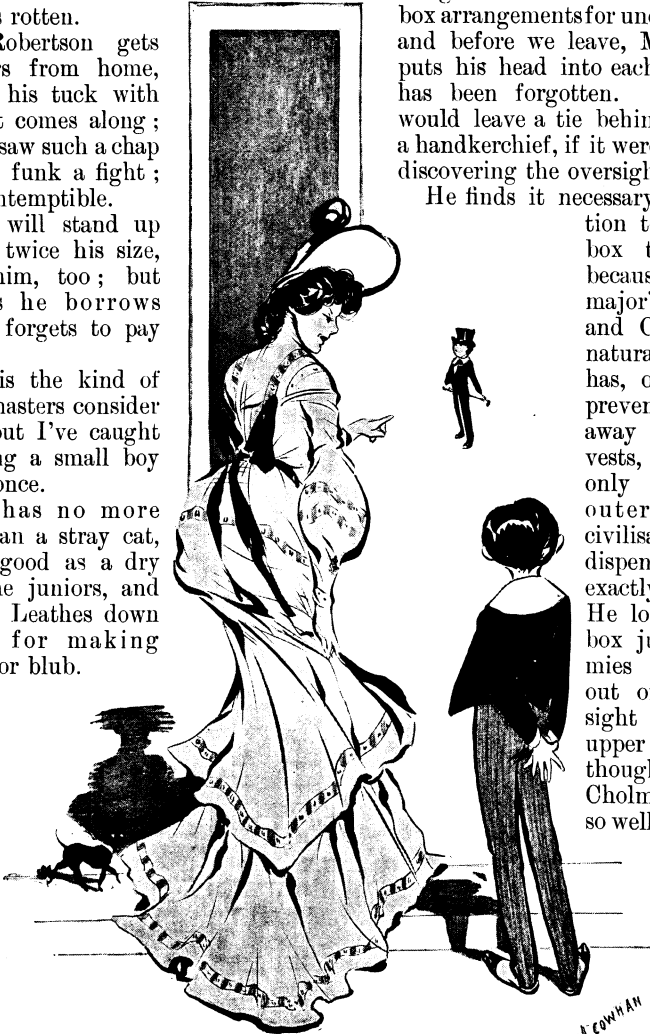 s rotten.
Robertson gets
rs from home,
his tuck with
t comes along ;
saw such a chap
funk a fight ;
ntemptible.
will stand up
twice his size,
him, too ; but
s he borrows
forgets to pay
is the kind of
masters consider
but I've caught
ng a small boy
once.
has no more
an a stray cat,
good as a dry
he juniors, and
Leathes down
for making
or blub.
box arrangements for und
and before we leave, M
puts his head into each
has been forgotten.
would leave a tie behin
a handkerchief, if it were
discovering the oversigh
He finds it necessary
tion t
box t
becaus
major'
and C
natura
has, o
preven
away
vests,
only
outer
civilisa
dispen
exactly
He lo
box ju
mies
out o
sight
upper
though
Cholm
so well
A COWHAM